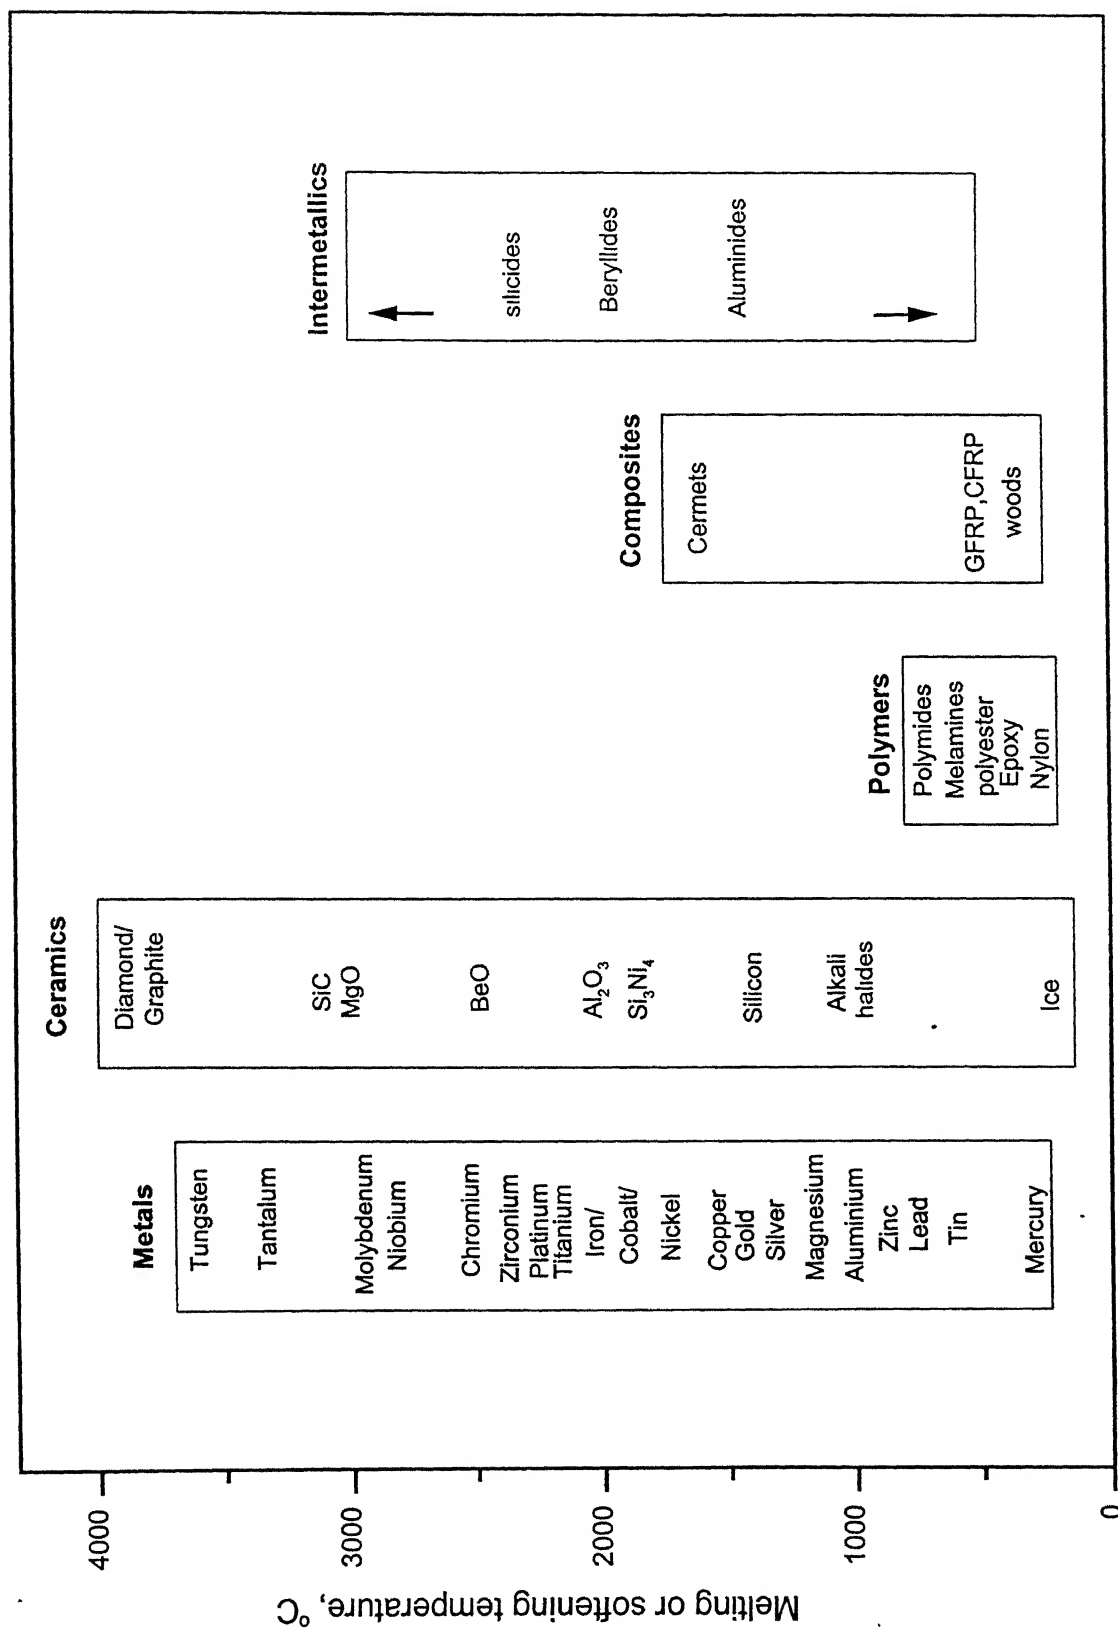 Melting or softening temperature, °C
4000
3000
2000
1000
0
Metals
Tungsten
Tantalum
Molybdenum
Niobium
Chromium
Zirconium
Platinum
Titanium
Iron/
Cobalt/
Nickel
Copper
Gold
Silver
Magnesium
Aluminium
Zinc
Lead
Tin
Mercury
Ceramics
Diamond/
Graphite
SiC
MgO
BeO
Al₂O₃
Si₃Ni₄
Silicon
Alkali
halides
Ice
Polymers
Polymides
Melamines
polyester
Epoxy
Nylon
Composites
Cermets
GFRP,CFRP
woods
Intermetallics
silicides
Beryllides
Aluminides